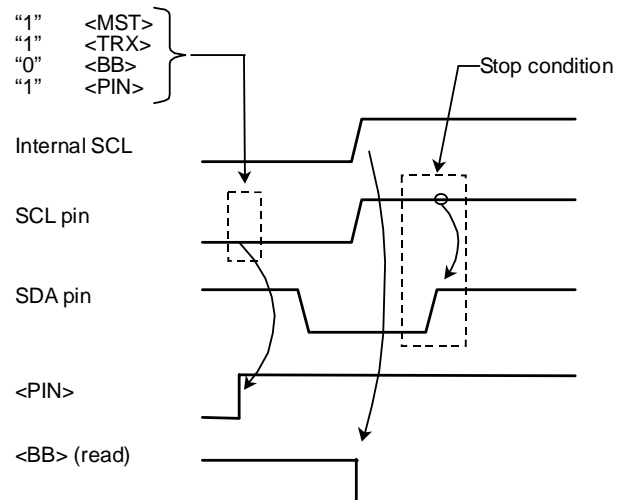 “1” <MST>
“1” <TRX>
“0” <BB>
“1” <PIN>
Stop condition
Internal SCL
SCL pin
SDA pin
<PIN>
<BB> (read)